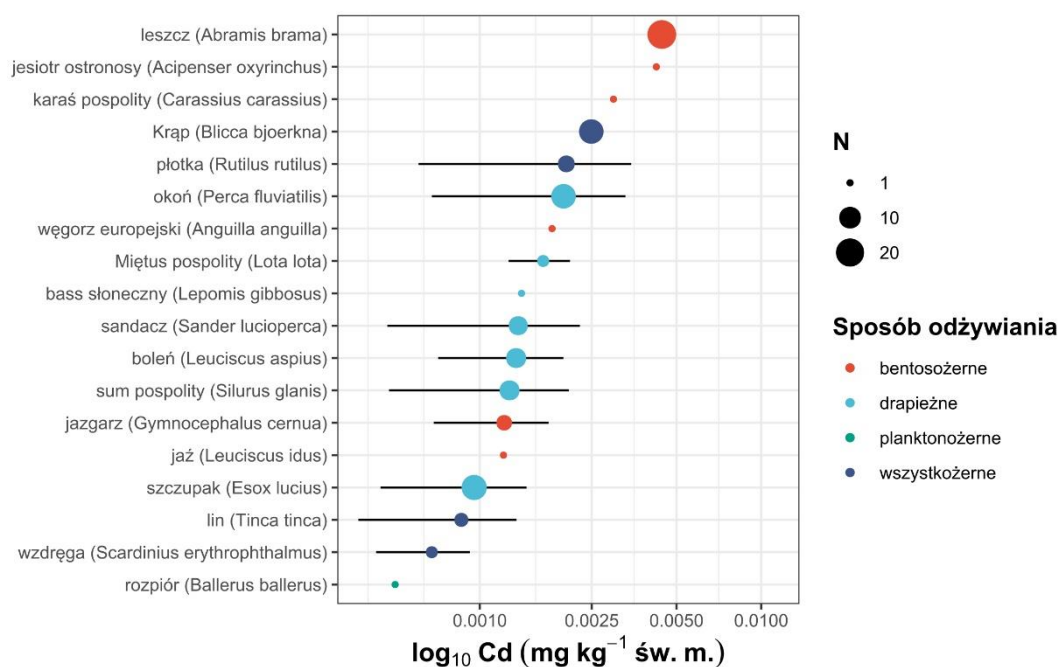 leszcz (Abramis brama)
jesiotr ostronosy (Acipenser oxyrinchus)
karaś pospolity (Carassius carassius)
Krąp (Blicca bjoerkna)
płotka (Rutilus rutilus)
okoń (Perca fluviatilis)
węgorz europejski (Anguilla anguilla)
Miętus pospolity (Lota lota)
bass słoneczny (Lepomis gibbosus)
sandacz (Sander lucioperca)
boleń (Leuciscus aspius)
sum pospolity (Silurus glanis)
jazgarz (Gymnocephalus cernua)
jaź (Leuciscus idus)
szczupak (Esox lucius)
lin (Tinca tinca)
wzdręga (Scardinius erythrophthalmus)
rozpiór (Ballerus ballerus)
0.0010 0.0025 0.0050 0.0100
log₁₀ Cd (mg kg⁻¹ św. m.)
N
1
10
20
Sposób odżywiania
bentosożerne
drapieżne
planktonożerne
wszystkożerne